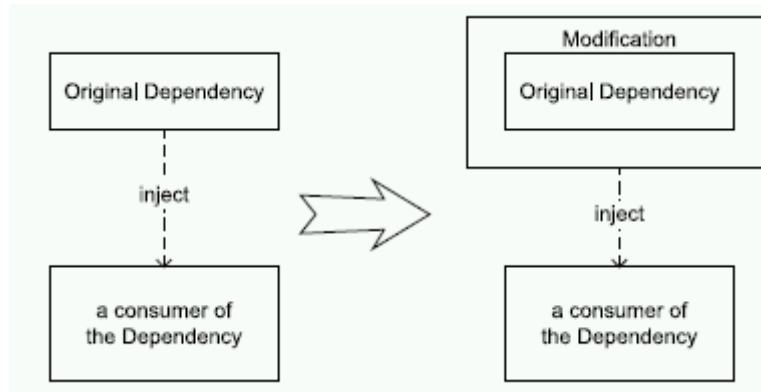 Original Dependency
inject
a consumer of
the Dependency
Modification
Original Dependency
inject
a consumer of
the Dependency